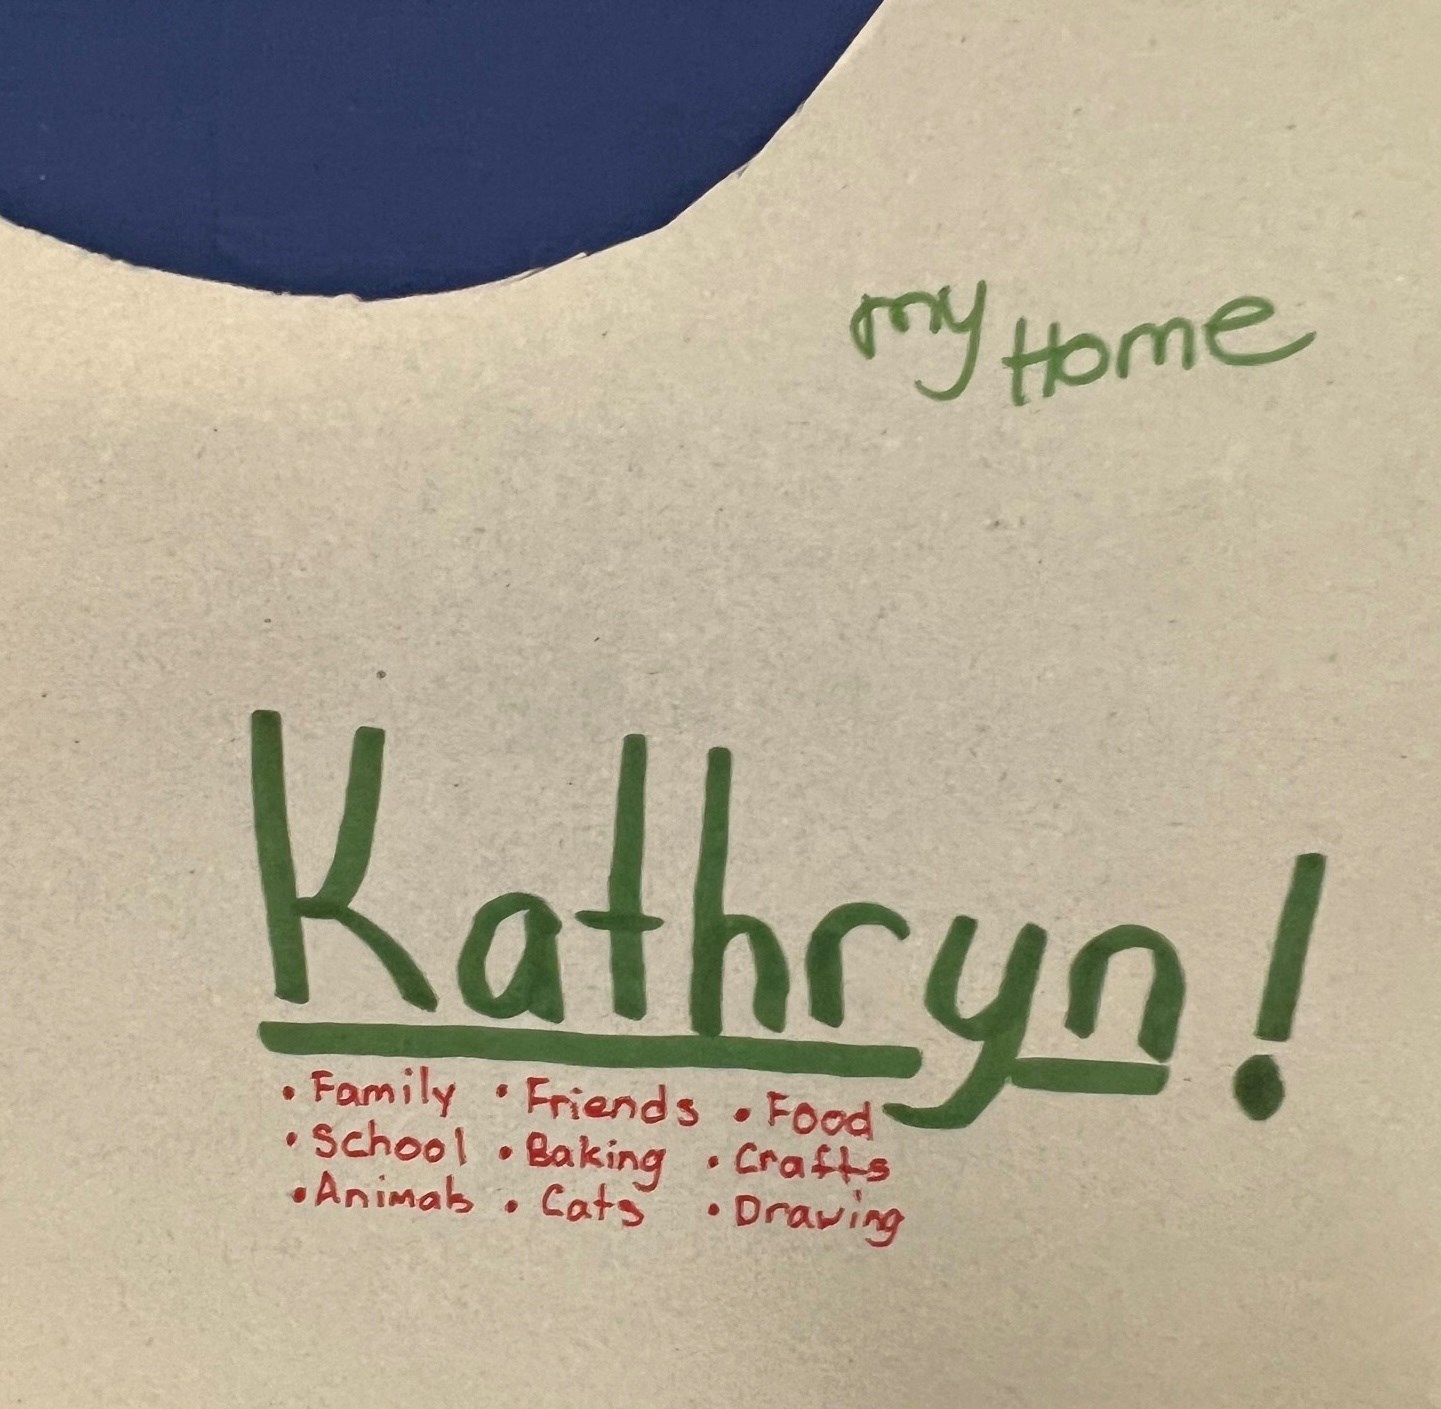 my Home
Kathryn!
• Family • Friends • Food
• School • Baking • Crafts
• Animals • Cats • Drawing